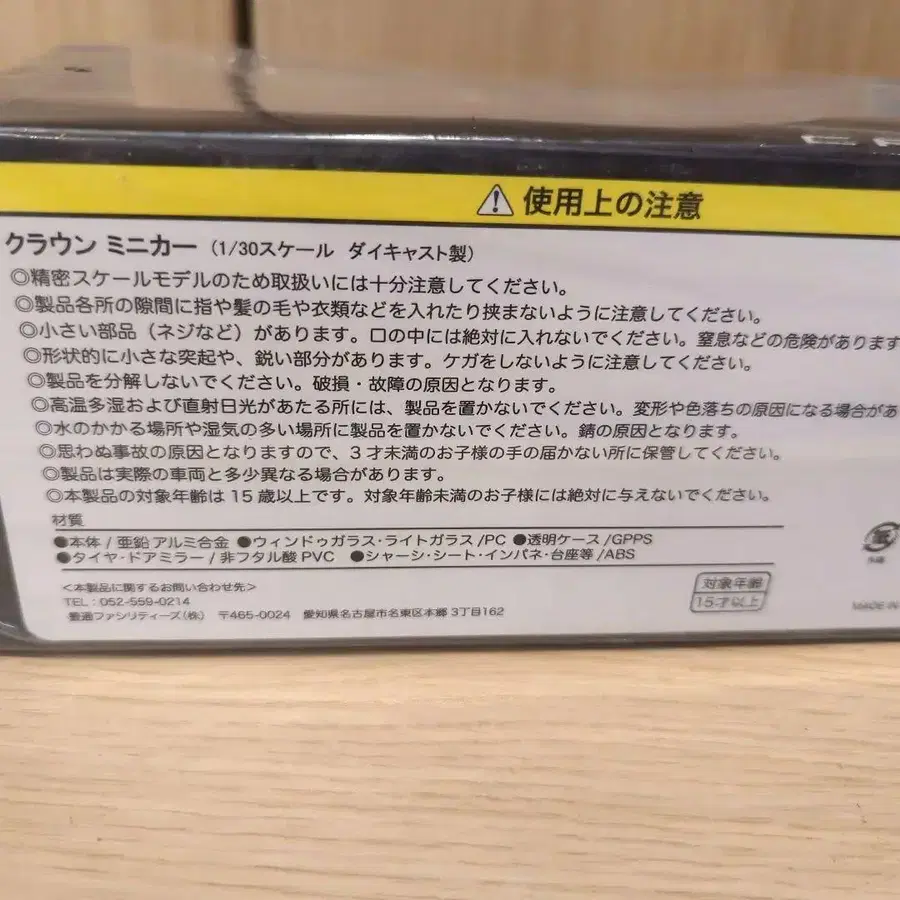 ⚠ 使用上の注意
クラウン ミニカー (1/30スケール ダイキャスト製)
◎精密スケールモデルのため取扱いには十分注意してください。
◎製品各所の隙間に指や髪の毛や衣類などを入れたり挟まないように注意してください。
◎小さい部品(ネジなど)があります。口の中には絶対に入れないでください。窒息などの危険があります
◎形状的に小さな突起や、鋭い部分があります。ケガをしないように注意してください。
◎製品を分解しないでください。破損・故障の原因となります。
◎高温多湿および直射日光があたる所には、製品を置かないでください。変形や色落ちの原因になる場合があ
◎水のかかる場所や湿気の多い場所に製品を置かないでください。錆の原因となります。
◎思わぬ事故の原因となりますので、3才未満のお子様の手の届かない所に保管してください。
◎製品は実際の車両と多少異なる場合があります。
◎本製品の対象年齢は15歳以上です。対象年齢未満のお子様には絶対に与えないでください。
材質
●本体/亜鉛 アルミ合金 ●ウィンドゥガラス・ライトガラス/PC ●透明ケース/GPPS
●タイヤ・ドアミラー/非フタル酸 PVC ●シャーシ・シート・インパネ・台座等/ABS
<本製品に関するお問い合わせ先>
TEL:052-559-0214
ファシリティーズ(株) 〒465-0024 愛知県名古屋市名東区本郷 3丁目162
対象年齢
15才以上
MADE IN